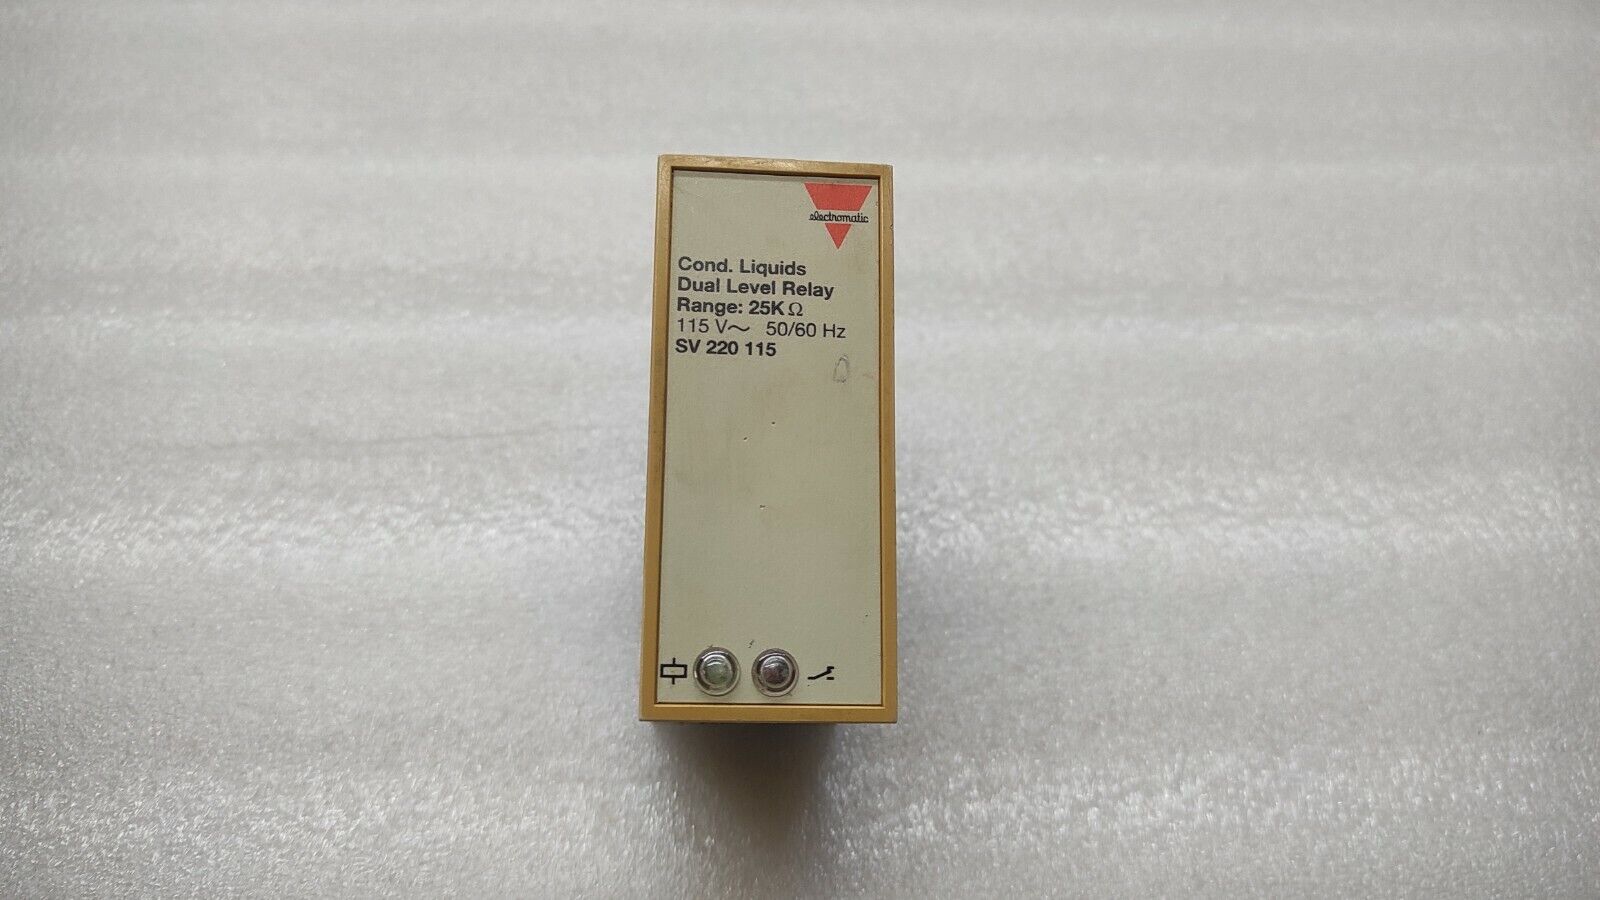 electromatic
Cond. Liquids
Dual Level Relay
Range: 25K Ω
115 V~ 50/60 Hz
SV 220 115